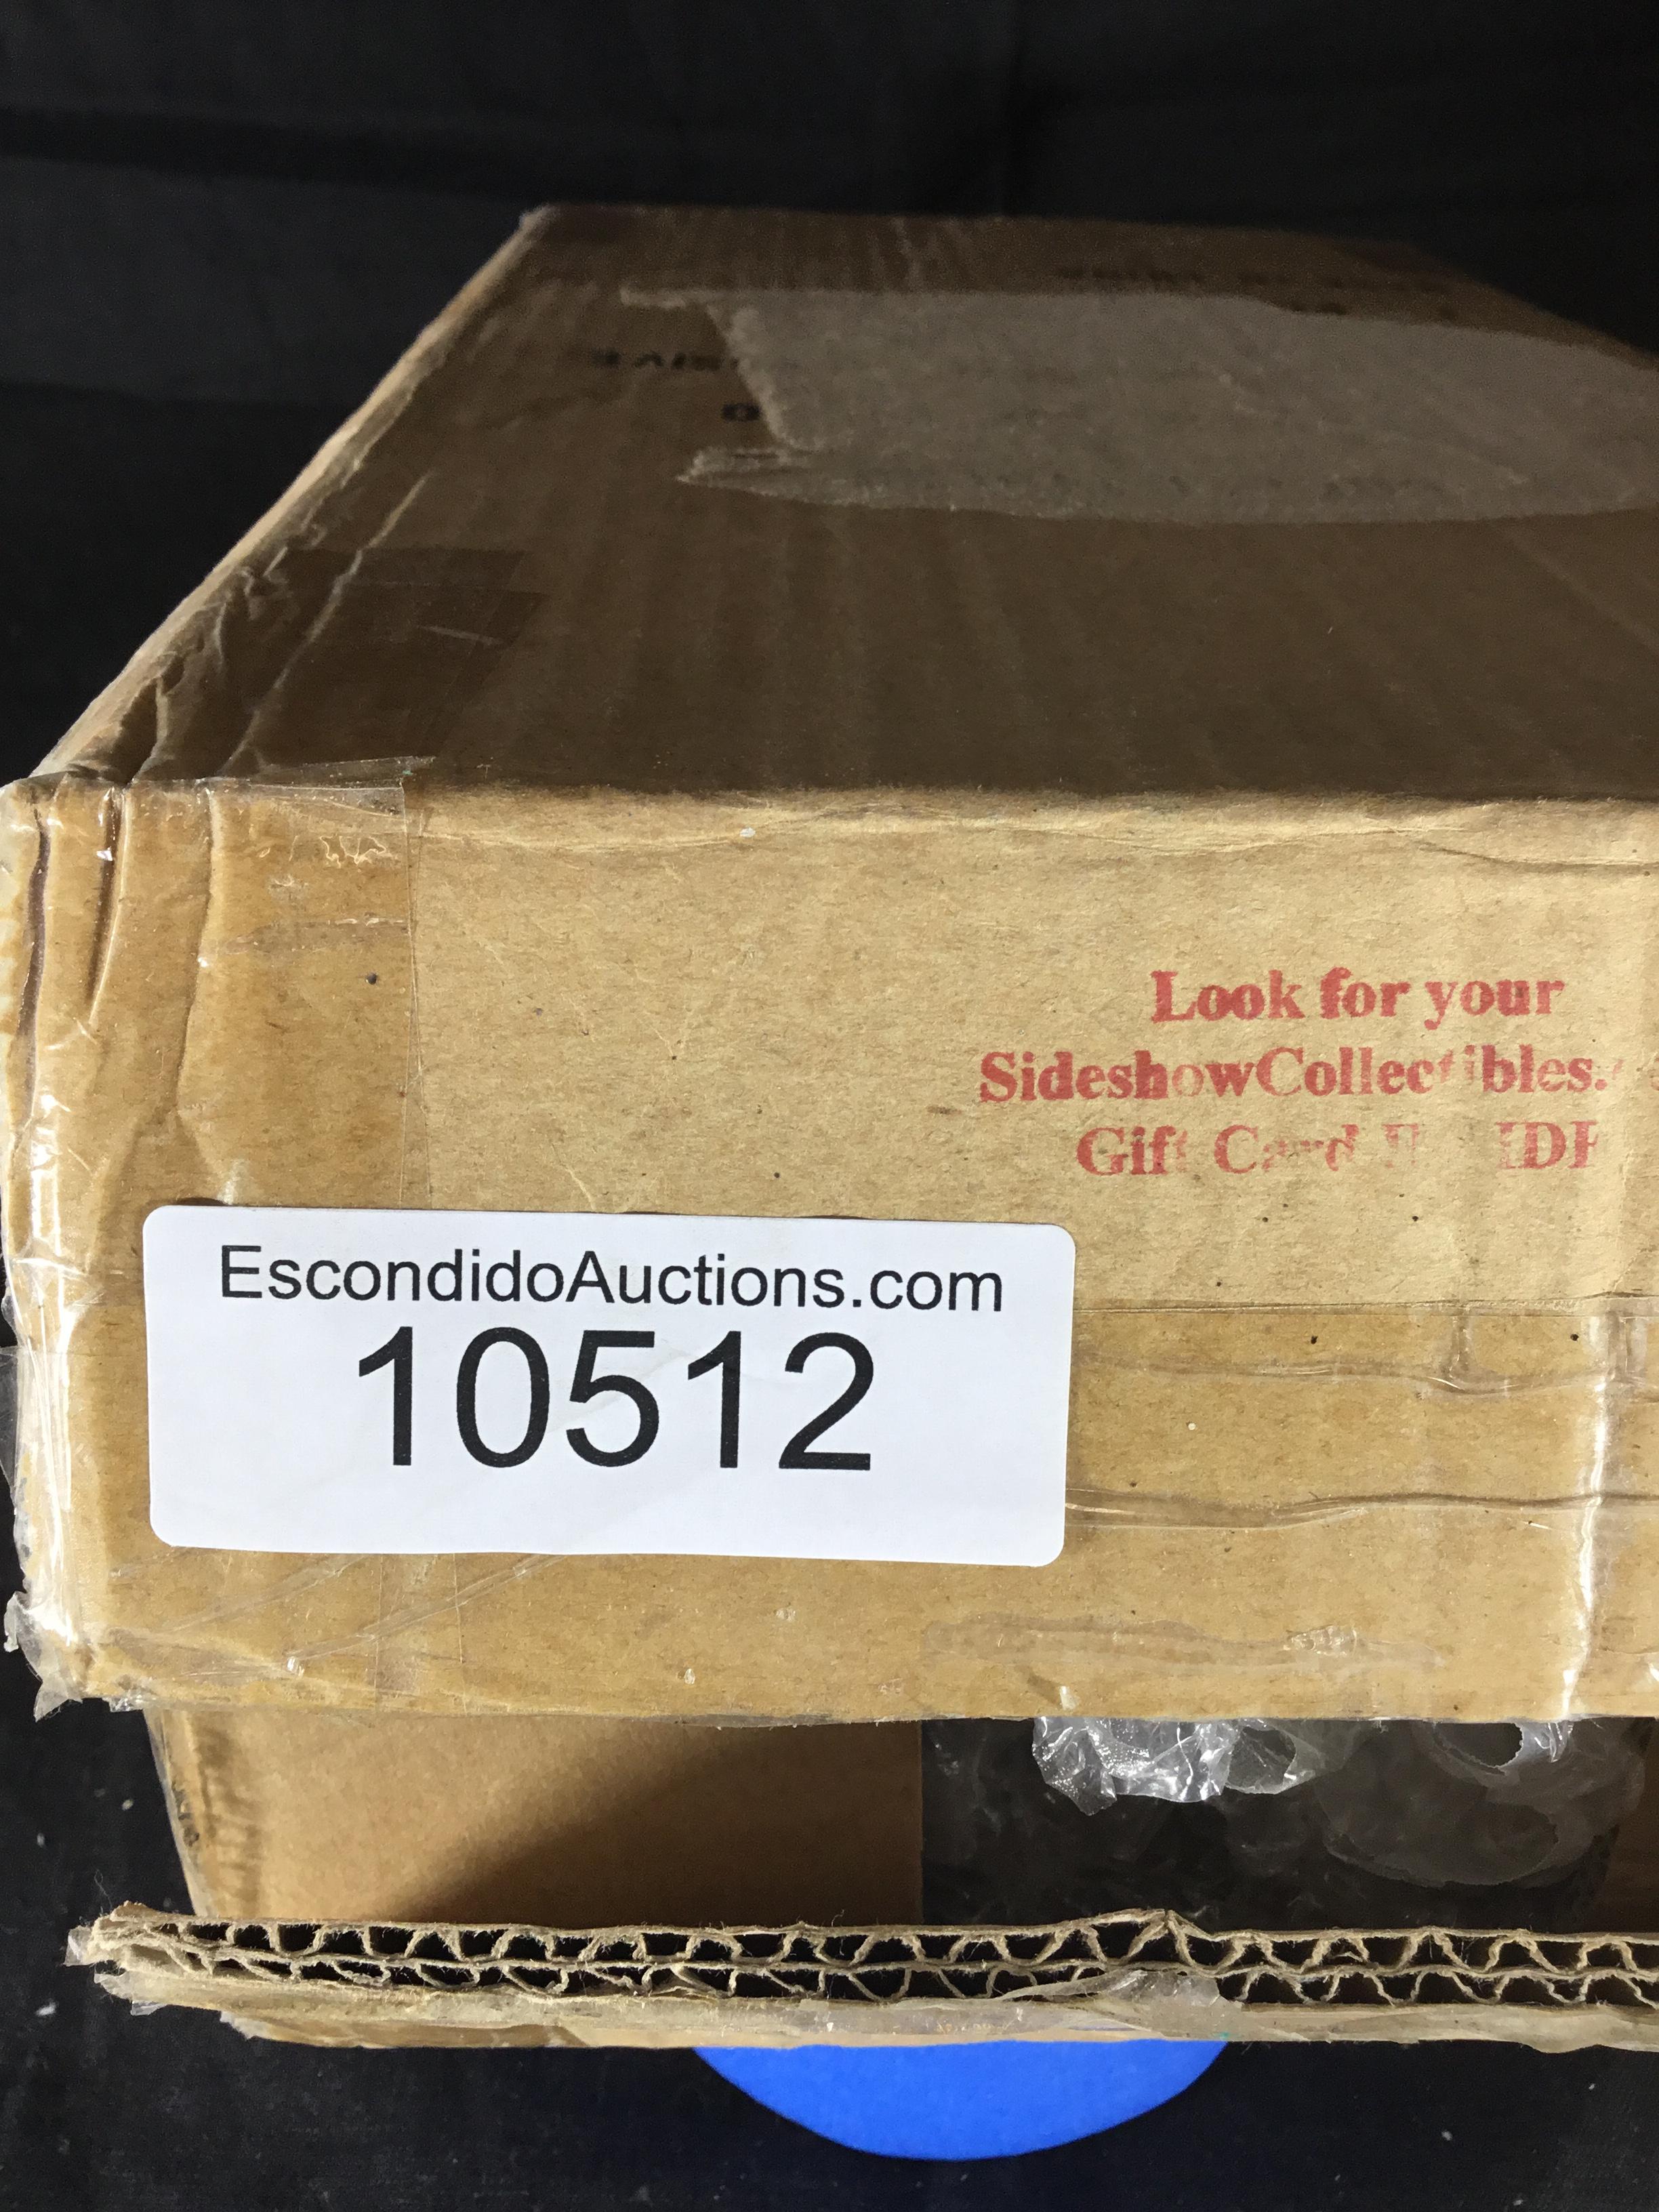 Look for your
SideshowCollectibles.
Gift Card
EscondidoAuctions.com
10512